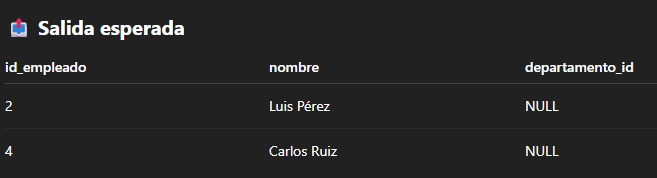 Salida esperada
id_empleado nombre departamento_id
2 Luis Pérez NULL
4 Carlos Ruiz NULL